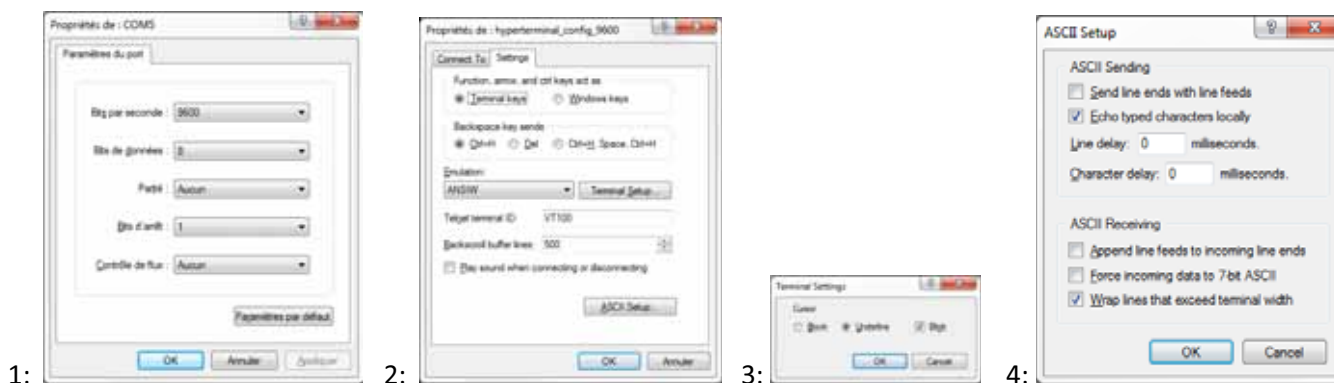 1:
Propriétés de : COM5
Paramètres du port
Bits par seconde : 9600
Bits de données : 8
Parité : Aucun
Bits d'arrêt : 1
Contrôle de flux : Aucun
Paramètres par défaut
OK Annuler Appliquer
2:
Propriétés de : hyperterminal_config_9600
Connect To Settings
Function, arrow, and ctrl keys act as
Terminal keys Windows keys
Backspace key sends
Ctrl+H Del Ctrl+H, Space, Ctrl+H
Emulation:
ANSIW Terminal Setup...
Telnet terminal ID: VT100
Backscroll buffer lines: 500
Play sound when connecting or disconnecting
ASCII Setup...
OK Annuler
3:
Terminal Settings
Cursor
Block Underline Blink
OK Cancel
4:
ASCII Setup
ASCII Sending
Send line ends with line feeds
Echo typed characters locally
Line delay: 0 milliseconds.
Character delay: 0 milliseconds.
ASCII Receiving
Append line feeds to incoming line ends
Force incoming data to 7-bit ASCII
Wrap lines that exceed terminal width
OK Cancel